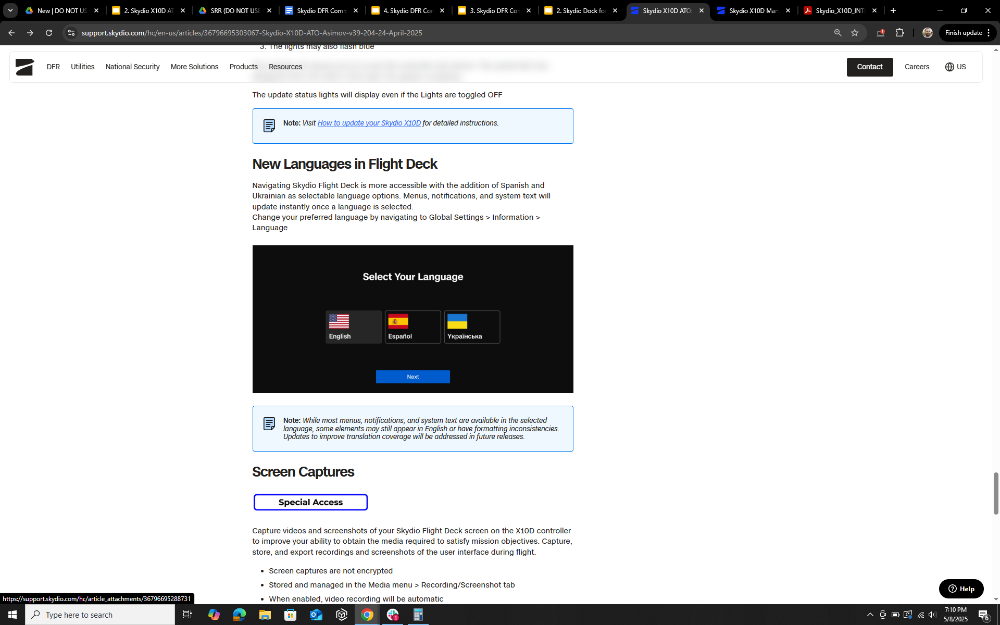 New | DO NOT US
2. Skydio X10D AT
SRR (DO NOT USE
Skydio DFR Comm
4. Skydio DFR Con
3. Skydio DFR Con
2. Skydio Dock for
Skydio X10D ATO:
Skydio X10D Man
Skydio_X10D_INTE
support.skydio.com/hc/en-us/articles/36796695303067-Skydio-X10D-ATO-Asimov-v39-204-24-April-2025
Finish update
3. The lights may also flash blue
DFR
Utilities
National Security
More Solutions
Products
Resources
Contact
Careers
US
The update status lights will display even if the Lights are toggled OFF
Note: Visit How to update your Skydio X10D for detailed instructions.
New Languages in Flight Deck
Navigating Skydio Flight Deck is more accessible with the addition of Spanish and
Ukrainian as selectable language options. Menus, notifications, and system text will
update instantly once a language is selected.
Change your preferred language by navigating to Global Settings > Information >
Language
Select Your Language
English
Español
Українська
Next
Note: While most menus, notifications, and system text are available in the selected
language, some elements may still appear in English or have formatting inconsistencies.
Updates to improve translation coverage will be addressed in future releases.
Screen Captures
Special Access
Capture videos and screenshots of your Skydio Flight Deck screen on the X10D controller
to improve your ability to obtain the media required to satisfy mission objectives. Capture,
store, and export recordings and screenshots of the user interface during flight.
• Screen captures are not encrypted
• Stored and managed in the Media menu > Recording/Screenshot tab
• When enabled, video recording will be automatic
Help
https://support.skydio.com/hc/article_attachments/36796695288731
Type here to search
1
7:10 PM
5/8/2025
6